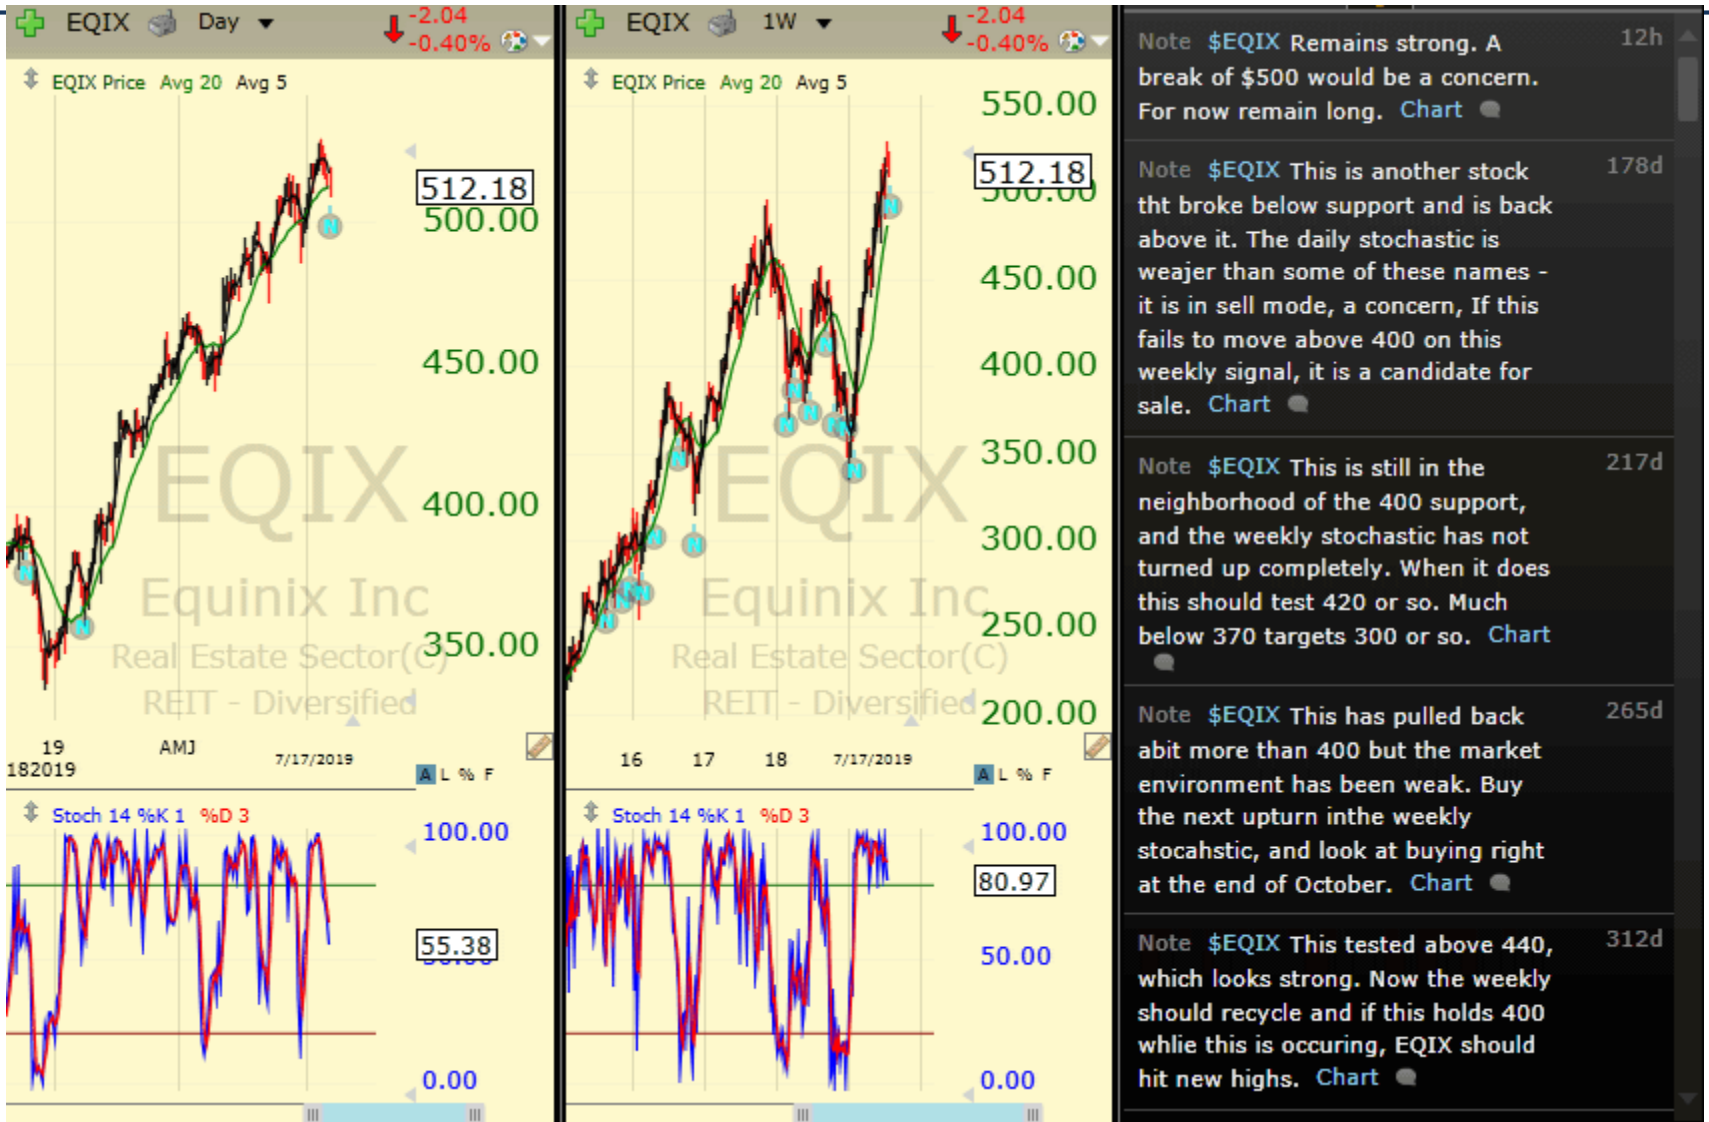 EQIX Day
-2.04
-0.40%
EQIX Price Avg 20 Avg 5
512.18
500.00
450.00
400.00
350.00
EQIX
Equinix Inc
Real Estate Sector(C)
REIT - Diversified
19 AMJ 7/17/2019
182019
A L % F
Stoch 14 %K 1 %D 3
100.00
55.38
0.00
EQIX 1W
-2.04
-0.40%
EQIX Price Avg 20 Avg 5
550.00
512.18
500.00
450.00
400.00
350.00
300.00
250.00
200.00
EQIX
Equinix Inc
Real Estate Sector(C)
REIT - Diversified
16 17 18 7/17/2019
A L % F
Stoch 14 %K 1 %D 3
100.00
80.97
50.00
0.00
Note $EQIX Remains strong. A 12h
break of $500 would be a concern.
For now remain long. Chart
Note $EQIX This is another stock 178d
tht broke below support and is back
above it. The daily stochastic is
weajer than some of these names -
it is in sell mode, a concern, If this
fails to move above 400 on this
weekly signal, it is a candidate for
sale. Chart
Note $EQIX This is still in the 217d
neighborhood of the 400 support,
and the weekly stochastic has not
turned up completely. When it does
this should test 420 or so. Much
below 370 targets 300 or so. Chart
Note $EQIX This has pulled back 265d
abit more than 400 but the market
environment has been weak. Buy
the next upturn inthe weekly
stocahstic, and look at buying right
at the end of October. Chart
Note $EQIX This tested above 440, 312d
which looks strong. Now the weekly
should recycle and if this holds 400
whlie this is occuring, EQIX should
hit new highs. Chart